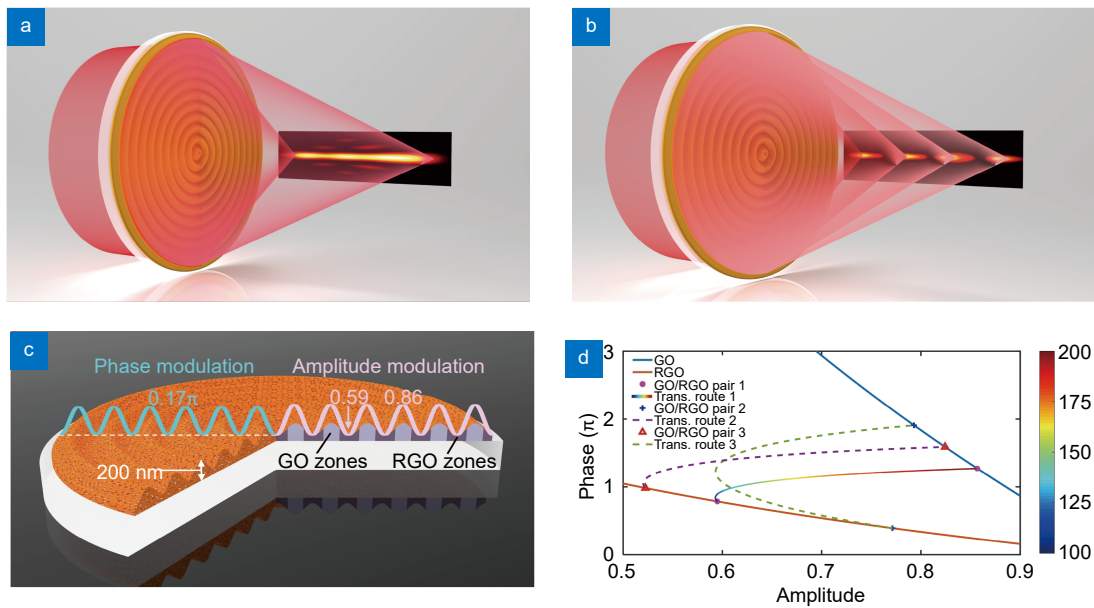 a
b
c
Phase modulation
Amplitude modulation
0.17π
0.59
0.86
200 nm
GO zones
RGO zones
d
3
2
1
0
Phase (π)
GO
RGO
GO/RGO pair 1
Trans. route 1
GO/RGO pair 2
Trans. route 2
GO/RGO pair 3
Trans. route 3
0.5
0.6
0.7
0.8
0.9
Amplitude
200
175
150
125
100